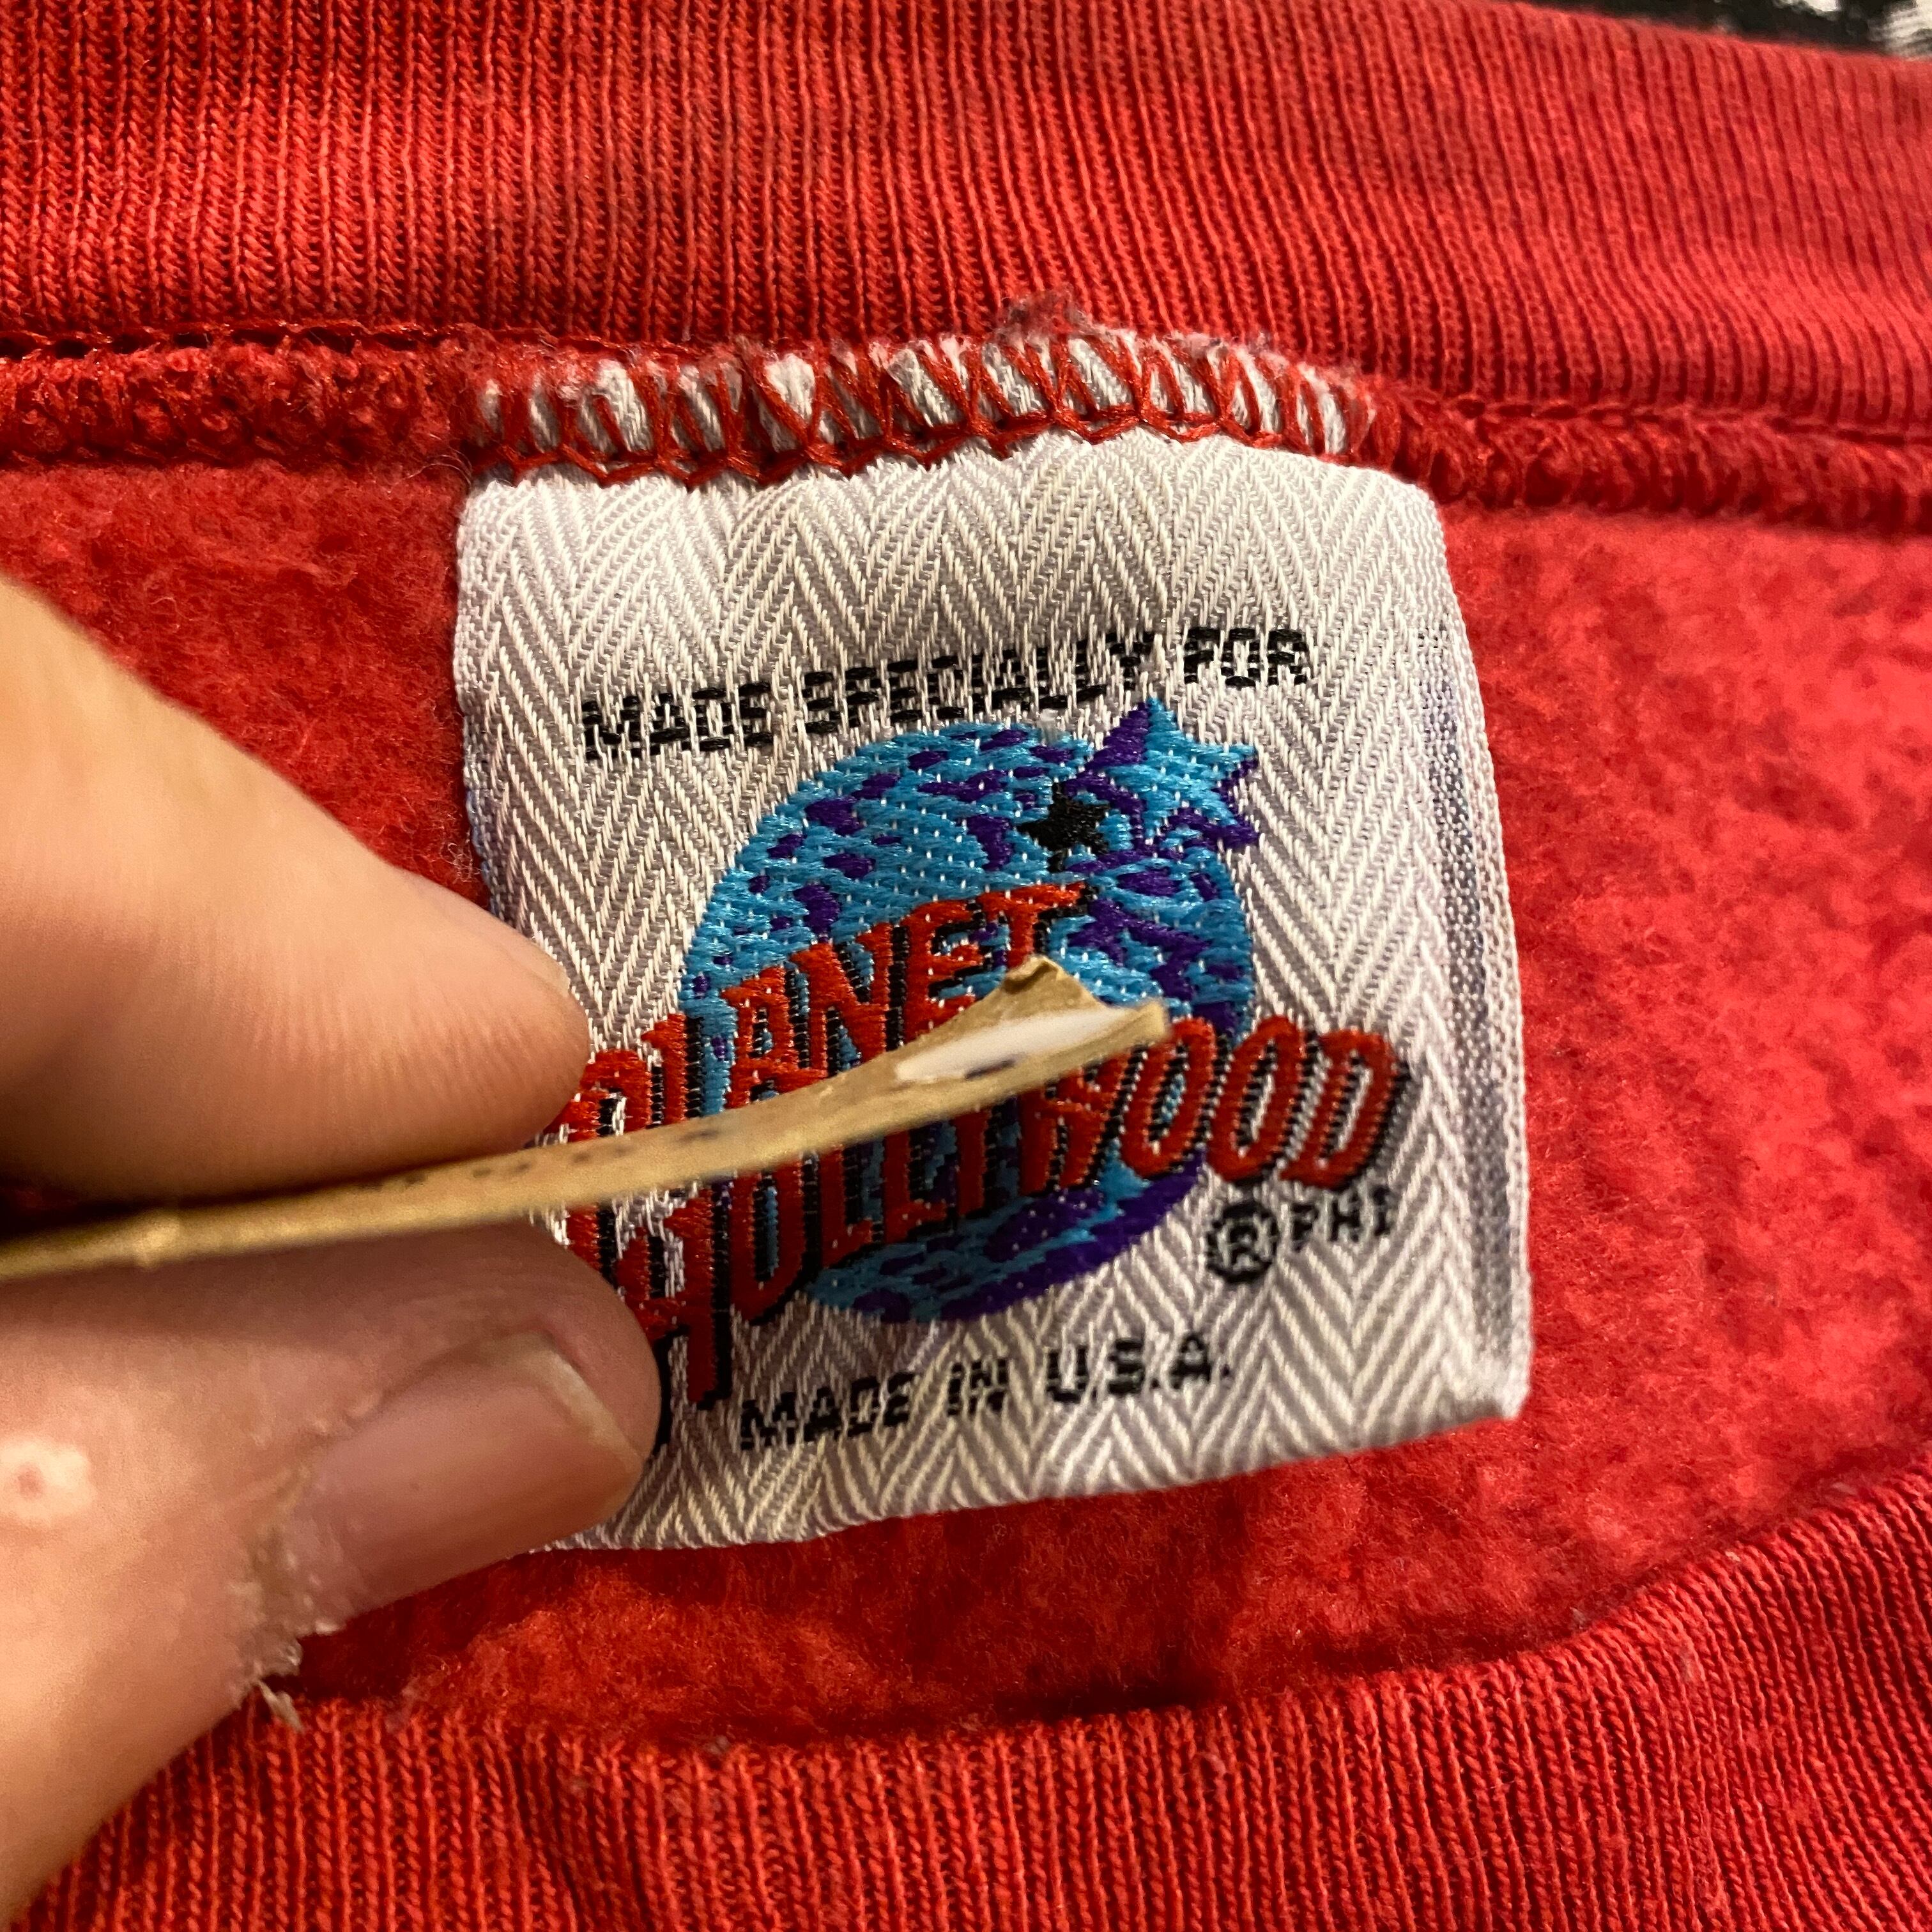 MADE SPECIALLY FOR
PLANET
HOLLYWOOD
® PHI
MADE IN U.S.A.